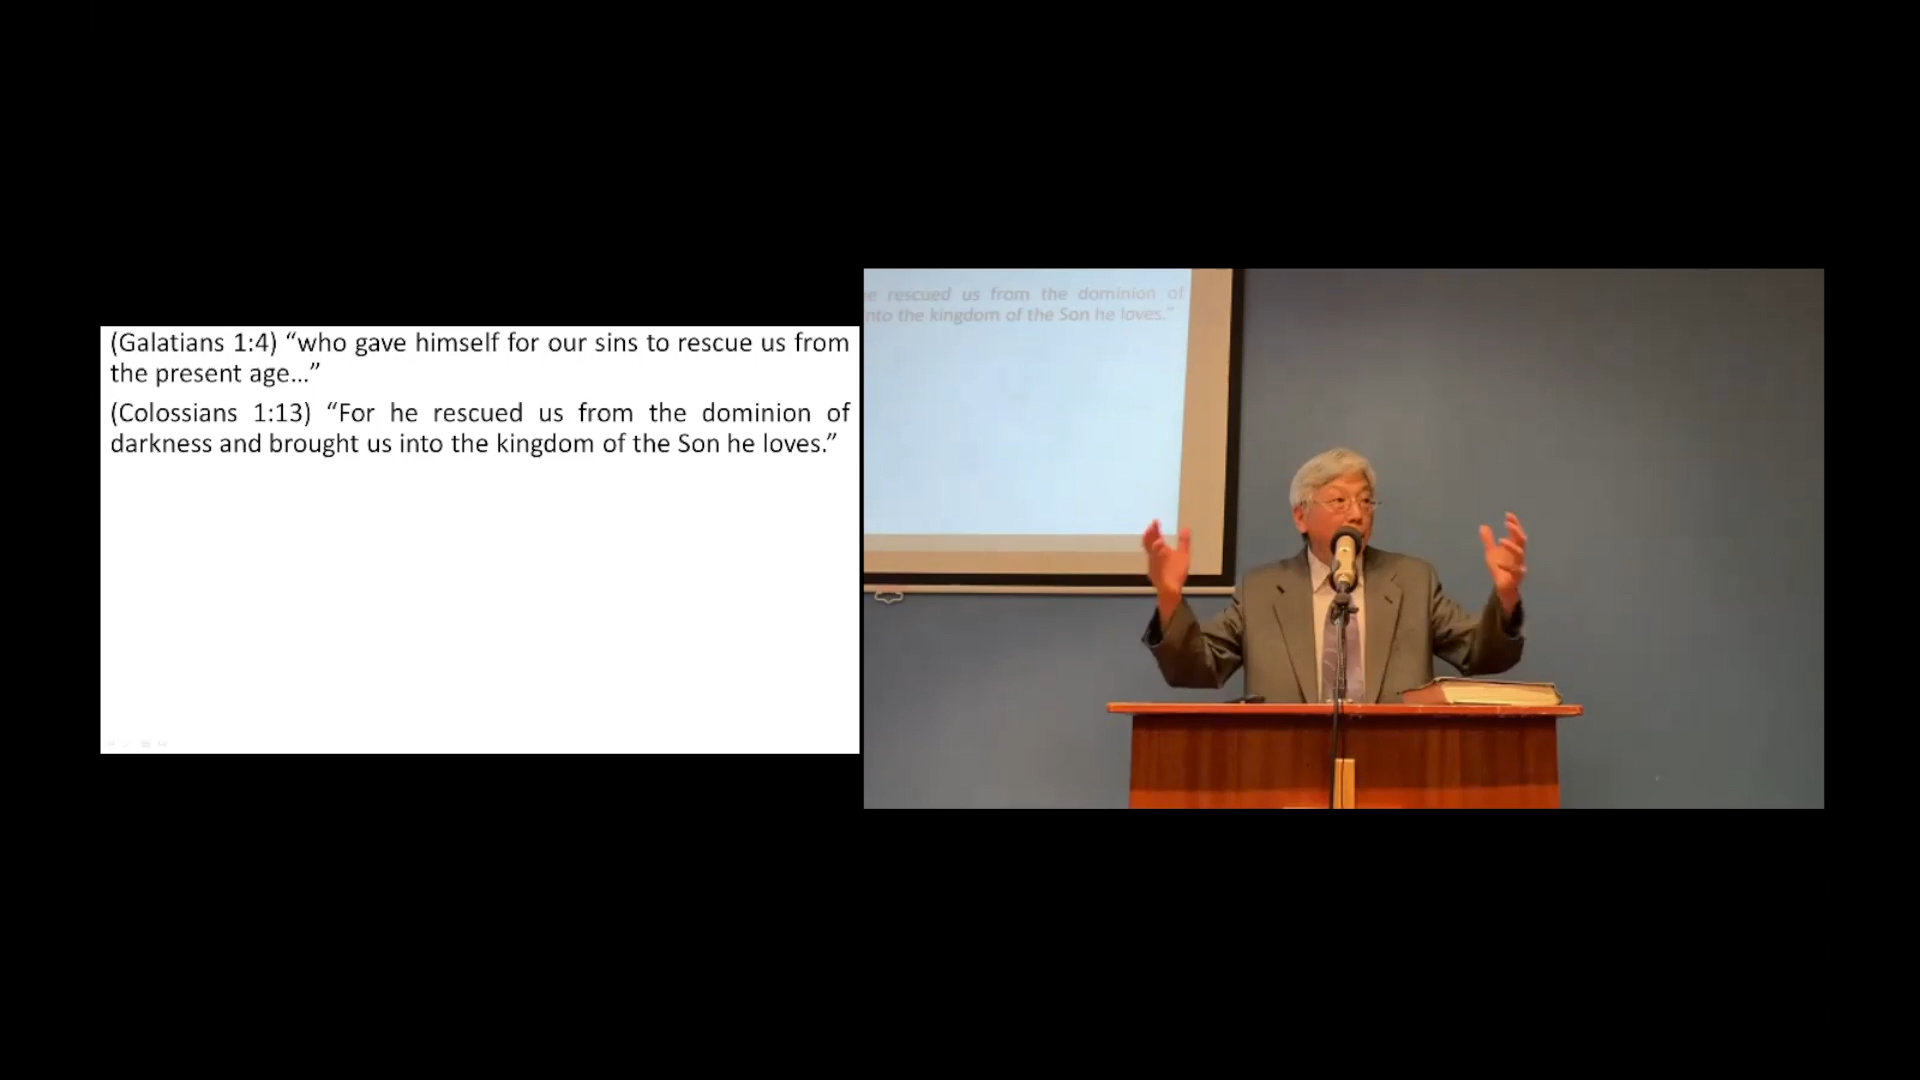 (Galatians 1:4) “who gave himself for our sins to rescue us from
the present age...”
(Colossians 1:13) “For he rescued us from the dominion of
darkness and brought us into the kingdom of the Son he loves.”
rescued us from the dominion of
into the kingdom of the Son he loves.”